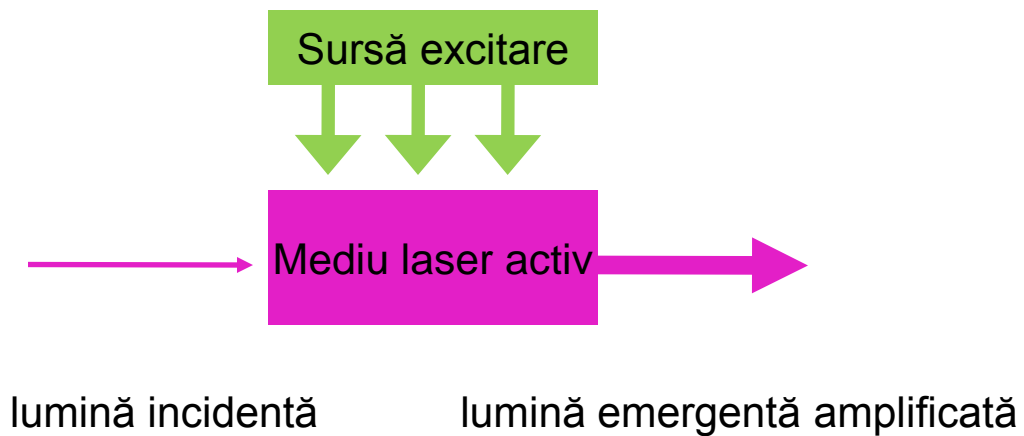 Sursă excitare
Mediu laser activ
lumină incidentă
lumină emergentă amplificată